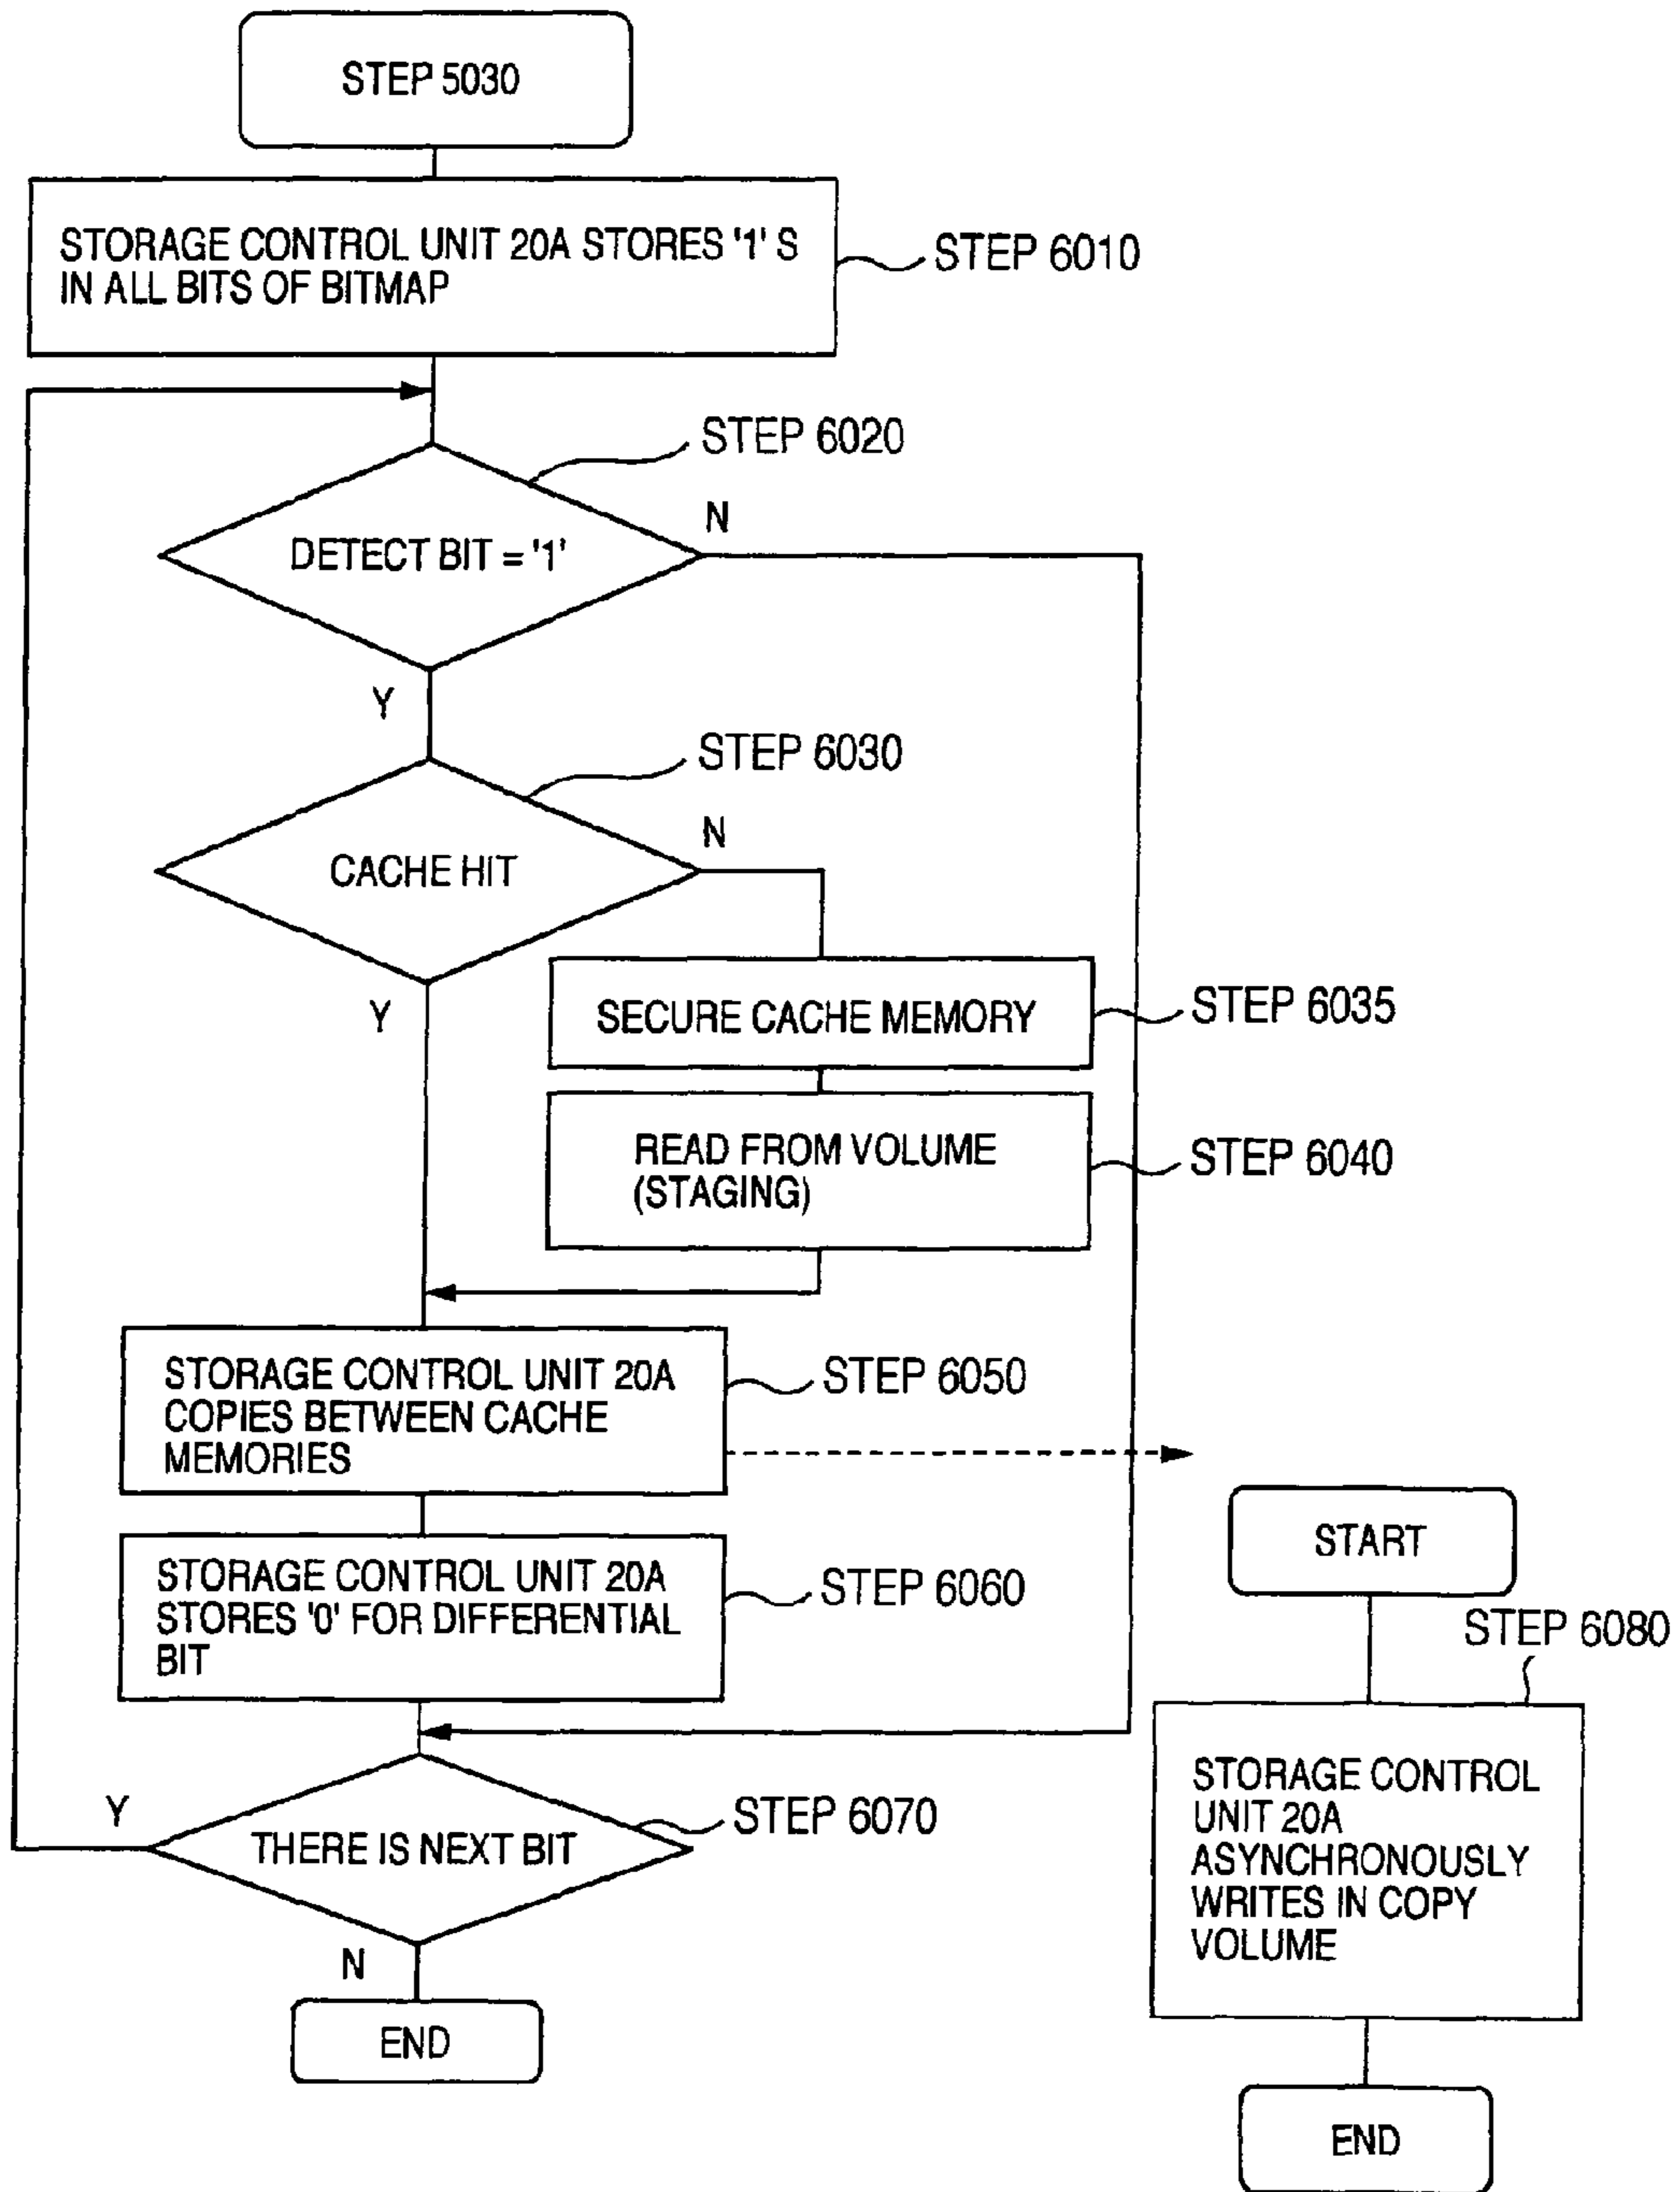 STEP 5030
STORAGE CONTROL UNIT 20A STORES '1' S
IN ALL BITS OF BITMAP
STEP 6010
STEP 6020
DETECT BIT = '1'
N
Y
STEP 6030
CACHE HIT
N
Y
SECURE CACHE MEMORY
STEP 6035
READ FROM VOLUME
(STAGING)
STEP 6040
STORAGE CONTROL UNIT 20A
COPIES BETWEEN CACHE
MEMORIES
STEP 6050
STORAGE CONTROL UNIT 20A
STORES '0' FOR DIFFERENTIAL
BIT
STEP 6060
THERE IS NEXT BIT
STEP 6070
Y
N
END
START
STEP 6080
STORAGE CONTROL
UNIT 20A
ASYNCHRONOUSLY
WRITES IN COPY
VOLUME
END